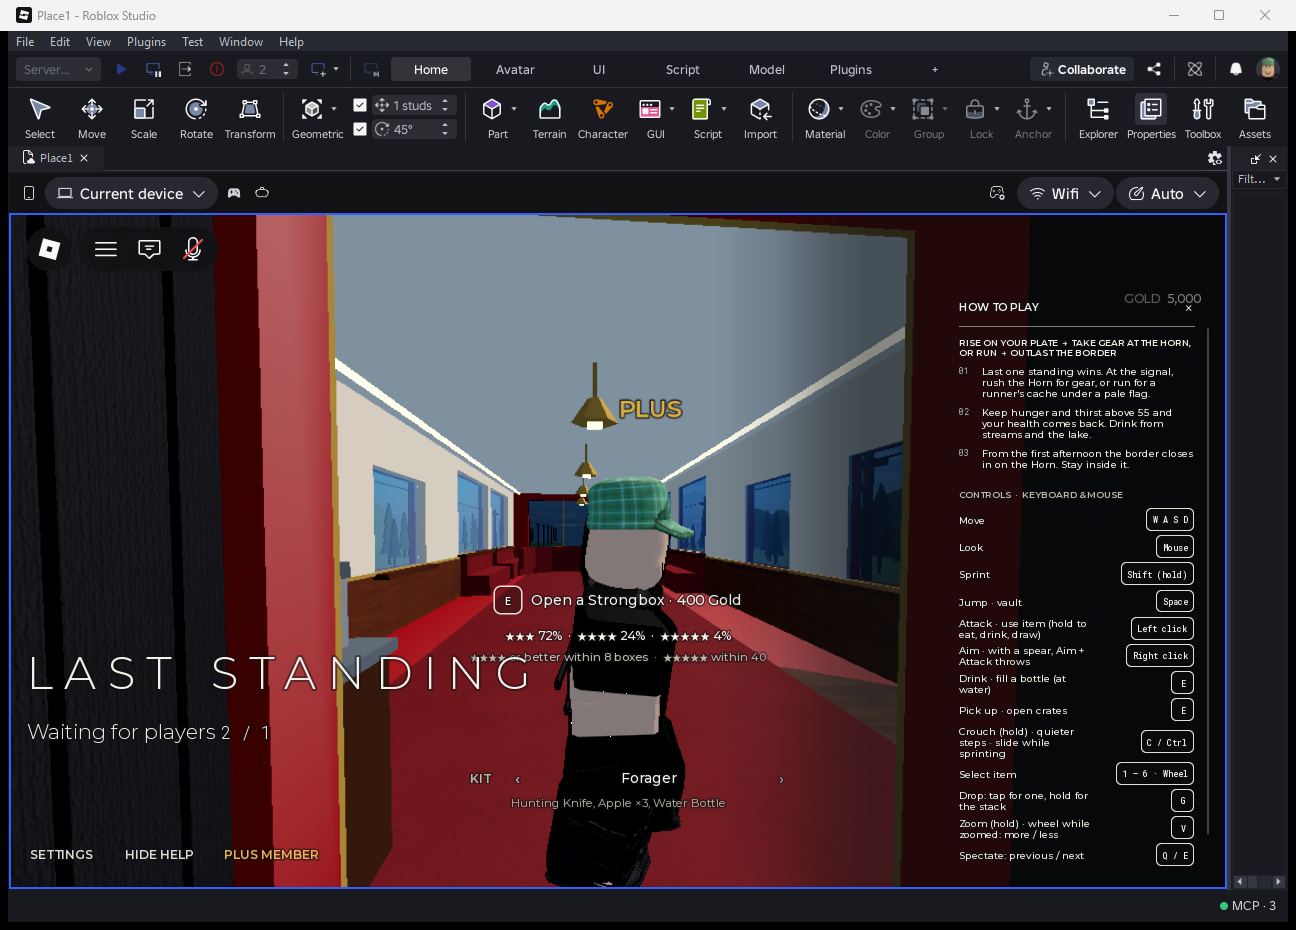 Place1 - Roblox Studio
File Edit View Plugins Test Window Help
Server... 2 Home Avatar UI Script Model Plugins + Collaborate
Select Move Scale Rotate Transform Geometric 1 studs 45° Part Terrain Character GUI Script Import Material Color Group Lock Anchor Explorer Properties Toolbox Assets
Place1
Filt...
Current device Wifi Auto
GOLD 5,000
HOW TO PLAY ×
RISE ON YOUR PLATE → TAKE GEAR AT THE HORN,
OR RUN → OUTLAST THE BORDER
01 Last one standing wins. At the signal,
rush the Horn for gear, or run for a
runner's cache under a pale flag.
02 Keep hunger and thirst above 55 and
your health comes back. Drink from
streams and the lake.
03 From the first afternoon the border closes
in on the Horn. Stay inside it.
CONTROLS · KEYBOARD & MOUSE
Move W A S D
Look Mouse
Sprint Shift (hold)
Jump · vault Space
Attack · use item (hold to
eat, drink, draw) Left click
Aim · with a spear, Aim +
Attack throws Right click
Drink · fill a bottle (at
water) E
Pick up · open crates E
Crouch (hold) · quieter
steps · slide while
sprinting C / Ctrl
Select item 1 – 6 · Wheel
Drop: tap for one, hold for
the stack G
Zoom (hold) · wheel while
zoomed: more / less V
Spectate: previous / next Q / E
PLUS
E Open a Strongbox · 400 Gold
★★★ 72% · ★★★★ 24% · ★★★★★ 4%
★★★★ or better within 8 boxes · ★★★★★ within 40
LAST STANDING
Waiting for players 2 / 1
KIT ‹ Forager ›
Hunting Knife, Apple ×3, Water Bottle
SETTINGS HIDE HELP PLUS MEMBER
MCP · 3